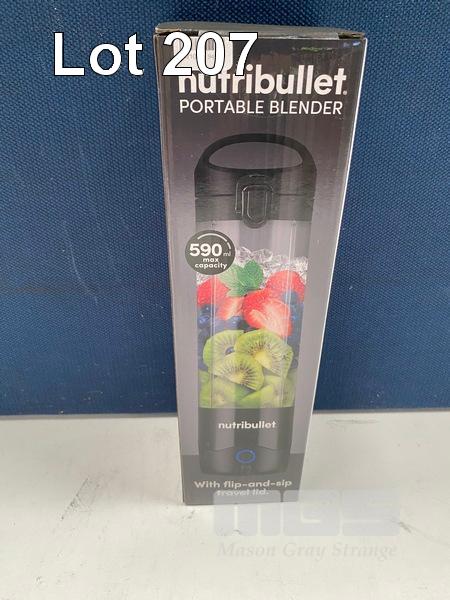 Lot 207
nutribullet.
PORTABLE BLENDER
590 ml
max
capacity
nutribullet
With flip-and-sip
travel lid.
MGS
Mason Gray Strange